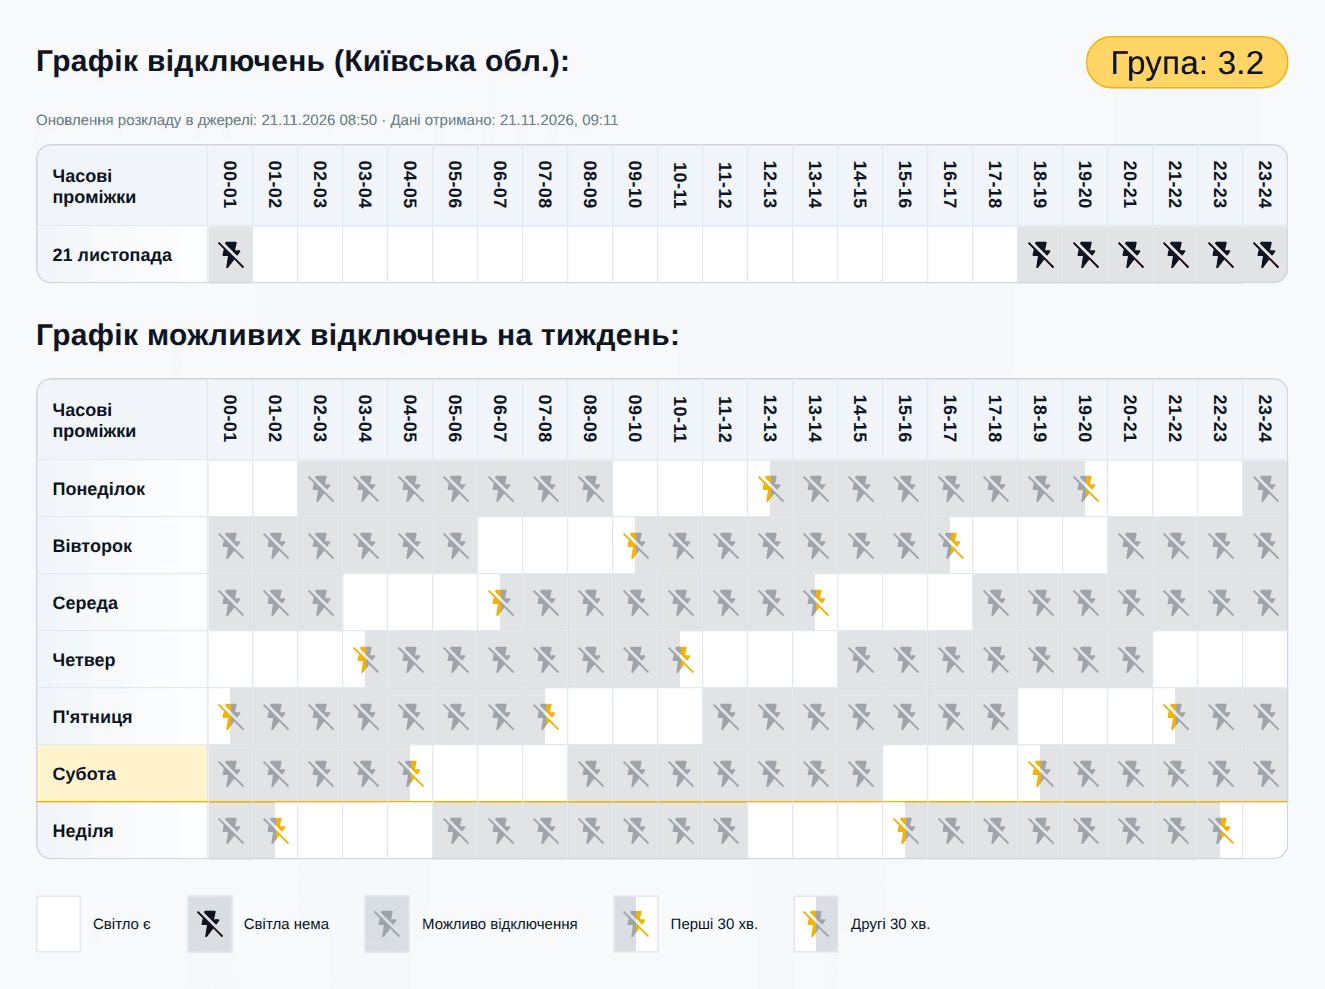 Графік відключень (Київська обл.):
Група: 3.2
Оновлення розкладу в джерелі: 21.11.2026 08:50 · Дані отримано: 21.11.2026, 09:11
Часові
проміжки
00-01 01-02 02-03 03-04 04-05 05-06 06-07 07-08 08-09 09-10 10-11 11-12 12-13 13-14 14-15 15-16 16-17 17-18 18-19 19-20 20-21 21-22 22-23 23-24
21 листопада
Графік можливих відключень на тиждень:
Часові
проміжки
00-01 01-02 02-03 03-04 04-05 05-06 06-07 07-08 08-09 09-10 10-11 11-12 12-13 13-14 14-15 15-16 16-17 17-18 18-19 19-20 20-21 21-22 22-23 23-24
Понеділок
Вівторок
Середа
Четвер
П'ятниця
Субота
Неділя
Світло є
Світла нема
Можливо відключення
Перші 30 хв.
Другі 30 хв.